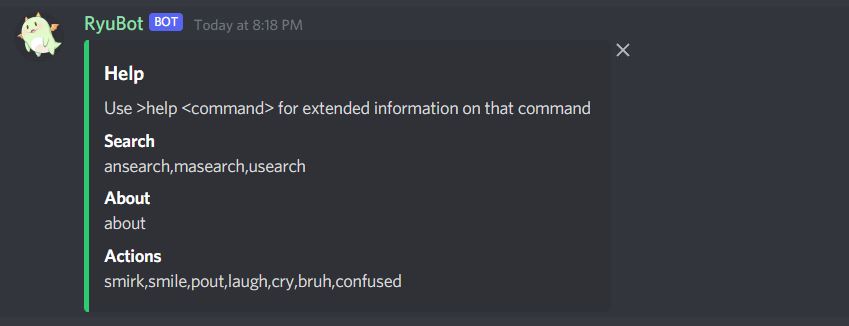 RyuBot BOT Today at 8:18 PM
Help
Use >help <command> for extended information on that command
Search
ansearch,masearch,usearch
About
about
Actions
smirk,smile,pout,laugh,cry,bruh,confused